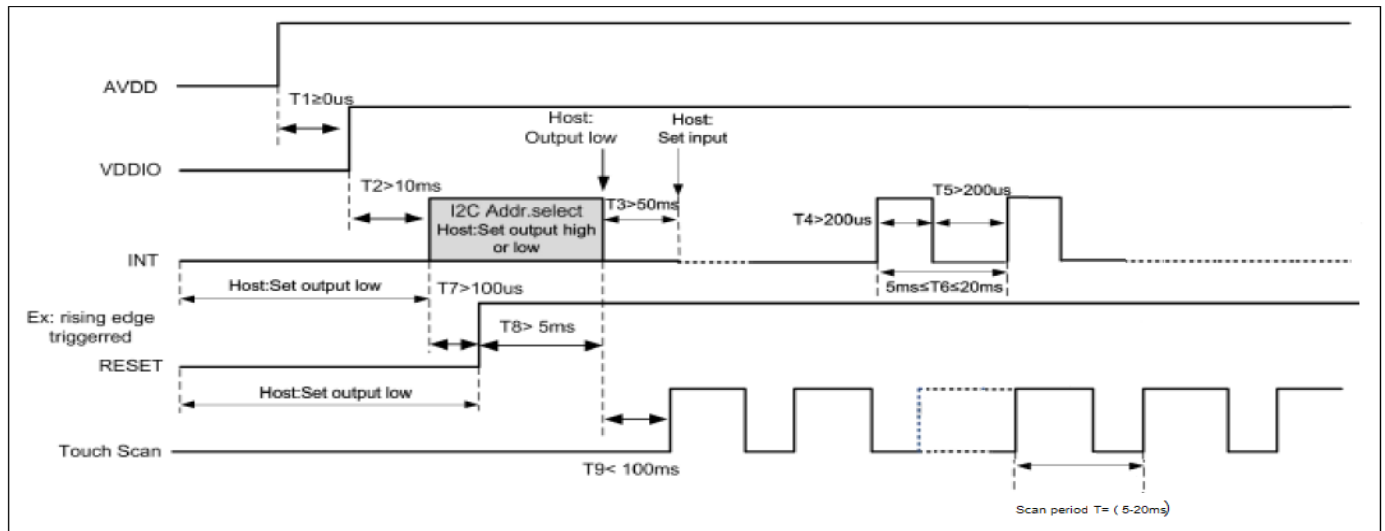 AVDD
T1≥0us
Host:
Output low
Host:
Set input
VDDIO
T2>10ms
I2C Addr.select
Host:Set output high
or low
T3>50ms
T4>200us
T5>200us
INT
Host:Set output low
T7>100us
5ms≤T6≤20ms
Ex: rising edge
triggerred
T8> 5ms
RESET
Host:Set output low
Touch Scan
T9< 100ms
Scan period T= ( 5-20ms)